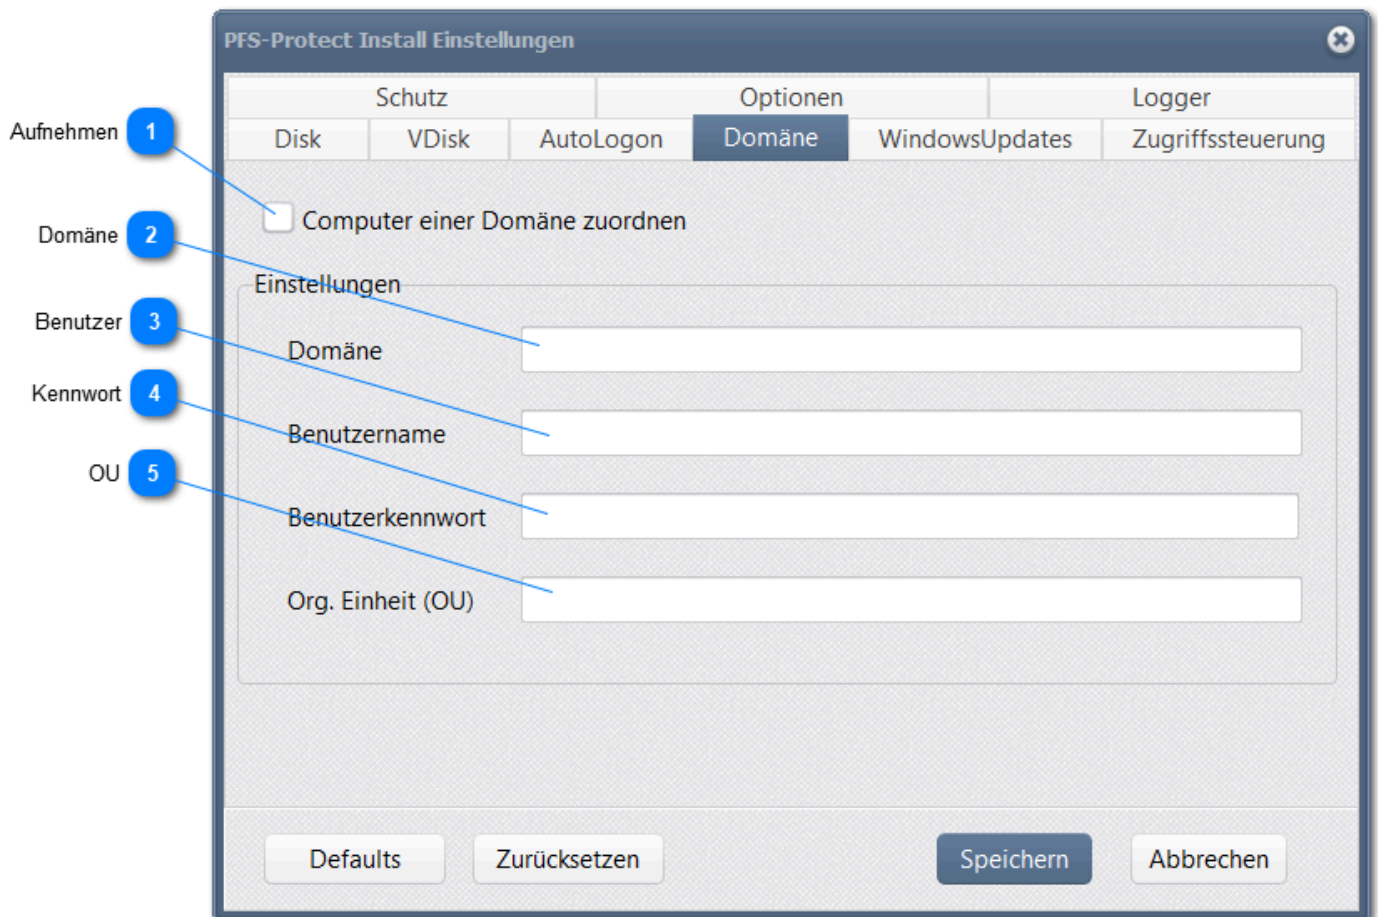 PFS-Protect Install Einstellungen
Schutz Optionen Logger
Aufnehmen 1
Disk VDisk AutoLogon Domäne WindowsUpdates Zugriffssteuerung
Computer einer Domäne zuordnen
Domäne 2
Einstellungen
Benutzer 3
Domäne
Kennwort 4
Benutzername
OU 5
Benutzerkennwort
Org. Einheit (OU)
Defaults Zurücksetzen Speichern Abbrechen